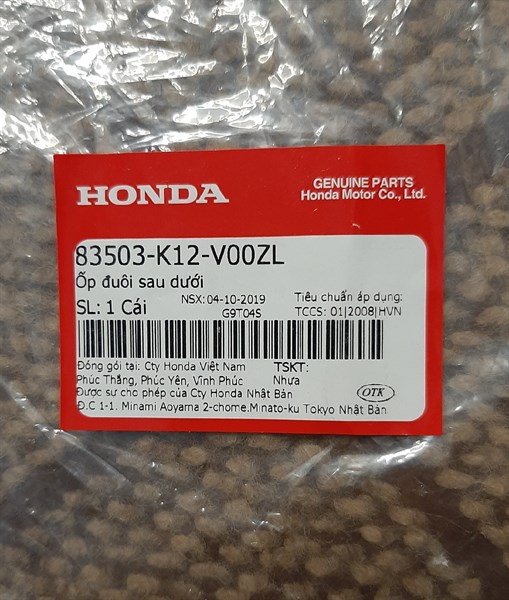 HONDA
GENUINE PARTS
Honda Motor Co., Ltd.
83503-K12-V00ZL
Ốp đuôi sau dưới
SL: 1 Cái
NSX: 04-10-2019
G9T04S
Tiêu chuẩn áp dụng:
TCCS: 01|2008|HVN
Đóng gói tại: Cty Honda Việt Nam
Phúc Thắng, Phúc Yên, Vĩnh Phúc
Được sự cho phép của Cty Honda Nhật Bản
Đ.C 1-1. Minami Aoyama 2-chome.Minato-ku Tokyo Nhật Bản
TSKT:
Nhựa
OTK